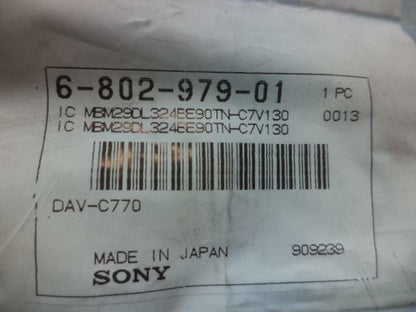 6-802-979-01 1 PC
IC MBM29DL324BE90TN-C7V130 0013
IC MBM29DL324BE90TN-C7V130
DAV-C770
MADE IN JAPAN 909239
SONY